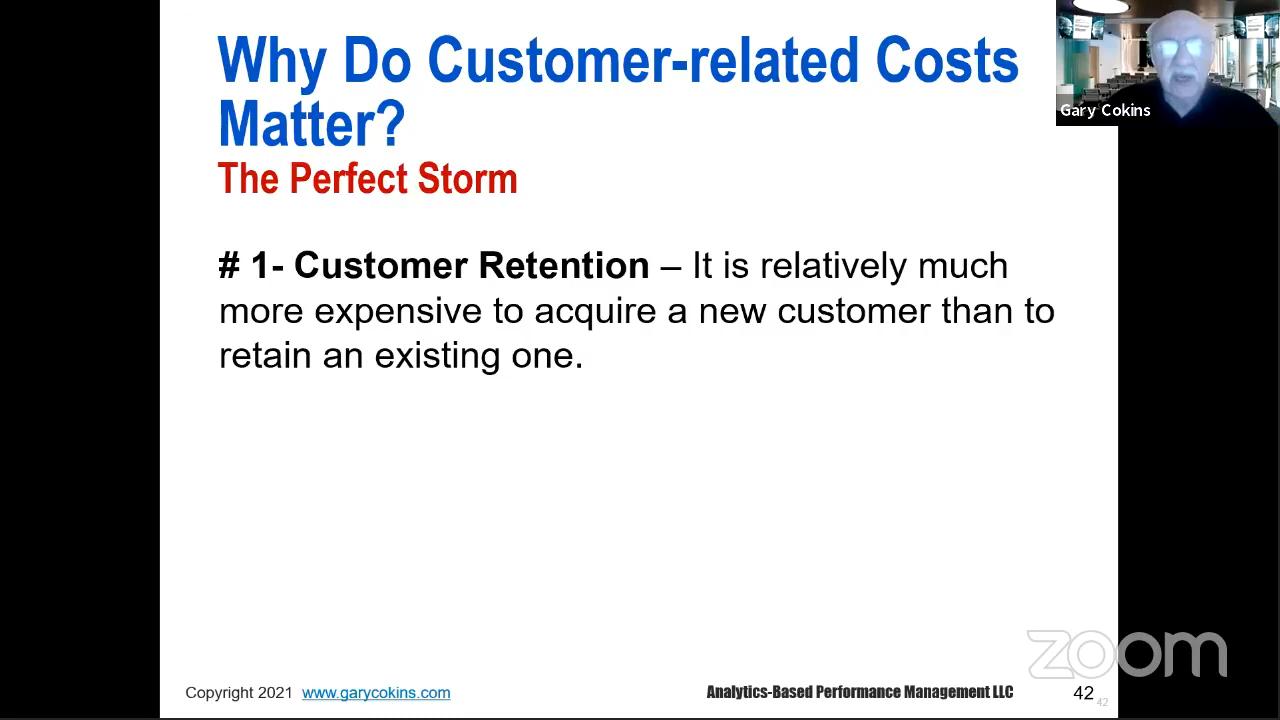 Why Do Customer-related Costs
Matter?
The Perfect Storm
Gary Cokins
# 1- Customer Retention – It is relatively much
more expensive to acquire a new customer than to
retain an existing one.
zoom
Copyright 2021 www.garycokins.com
Analytics-Based Performance Management LLC
42
42